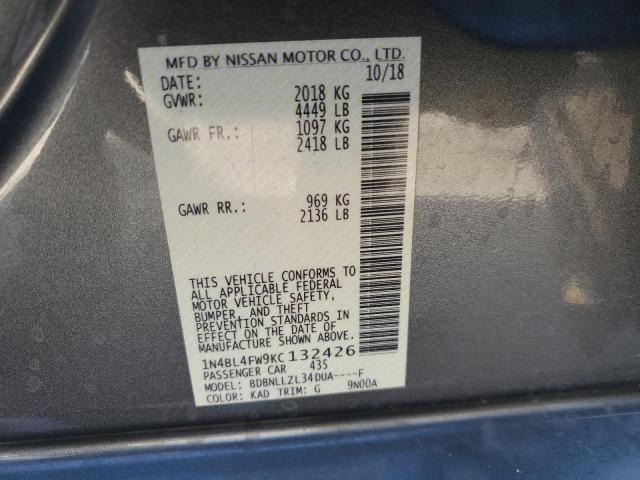 MFD BY NISSAN MOTOR CO., LTD.
DATE: 10/18
GVWR: 2018 KG
4449 LB
GAWR FR.: 1097 KG
2418 LB
GAWR RR.: 969 KG
2136 LB
THIS VEHICLE CONFORMS TO
ALL APPLICABLE FEDERAL
MOTOR VEHICLE SAFETY,
BUMPER, AND THEFT
PREVENTION STANDARDS IN
EFFECT ON THE DATE OF
MANUFACTURE SHOWN ABOVE.
1N4BL4FW9KC132426
PASSENGER CAR 435
MODEL: BDBNLLZL34DUA----F
COLOR: KAD TRIM: G 9N00A